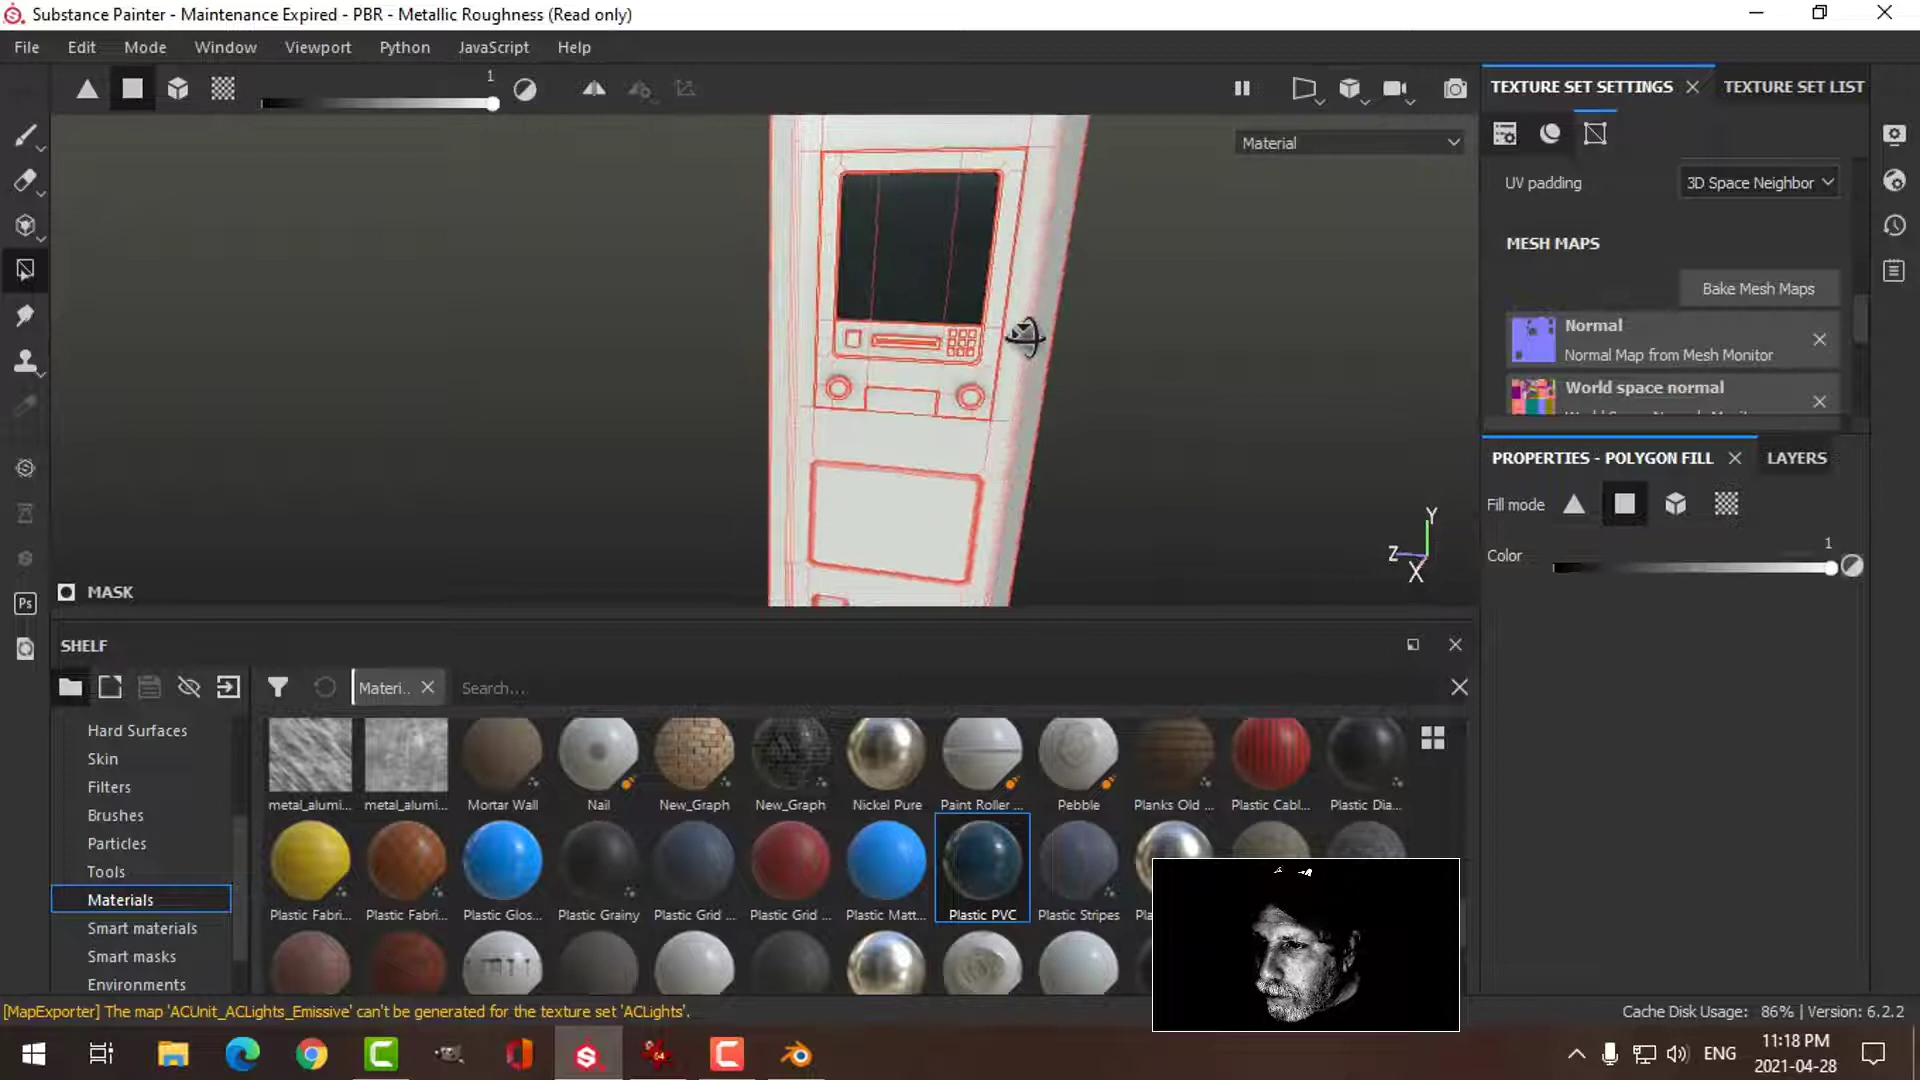 Substance Painter - Maintenance Expired - PBR - Metallic Roughness (Read only)
File Edit Mode Window Viewport Python JavaScript Help
1
TEXTURE SET SETTINGS TEXTURE SET LIST
Material
UV padding 3D Space Neighbor
MESH MAPS
Bake Mesh Maps
Normal
Normal Map from Mesh Monitor
World space normal
PROPERTIES - POLYGON FILL LAYERS
Fill mode
Color 1
Y
Z
X
MASK
Ps
SHELF
Materi.. Search...
Hard Surfaces
Skin
Filters
Brushes
Particles
Tools
Materials
Smart materials
Smart masks
Environments
metal_alumi... metal_alumi... Mortar Wall Nail New_Graph New_Graph Nickel Pure Paint Roller ... Pebble Planks Old ... Plastic Cabl... Plastic Dia...
Plastic Fabri... Plastic Fabri... Plastic Glos... Plastic Grainy Plastic Grid ... Plastic Grid ... Plastic Matt... Plastic PVC Plastic Stripes
[MapExporter] The map 'ACUnit_ACLights_Emissive' can't be generated for the texture set 'ACLights'.
Cache Disk Usage: 86% | Version: 6.2.2
ENG
11:18 PM
2021-04-28